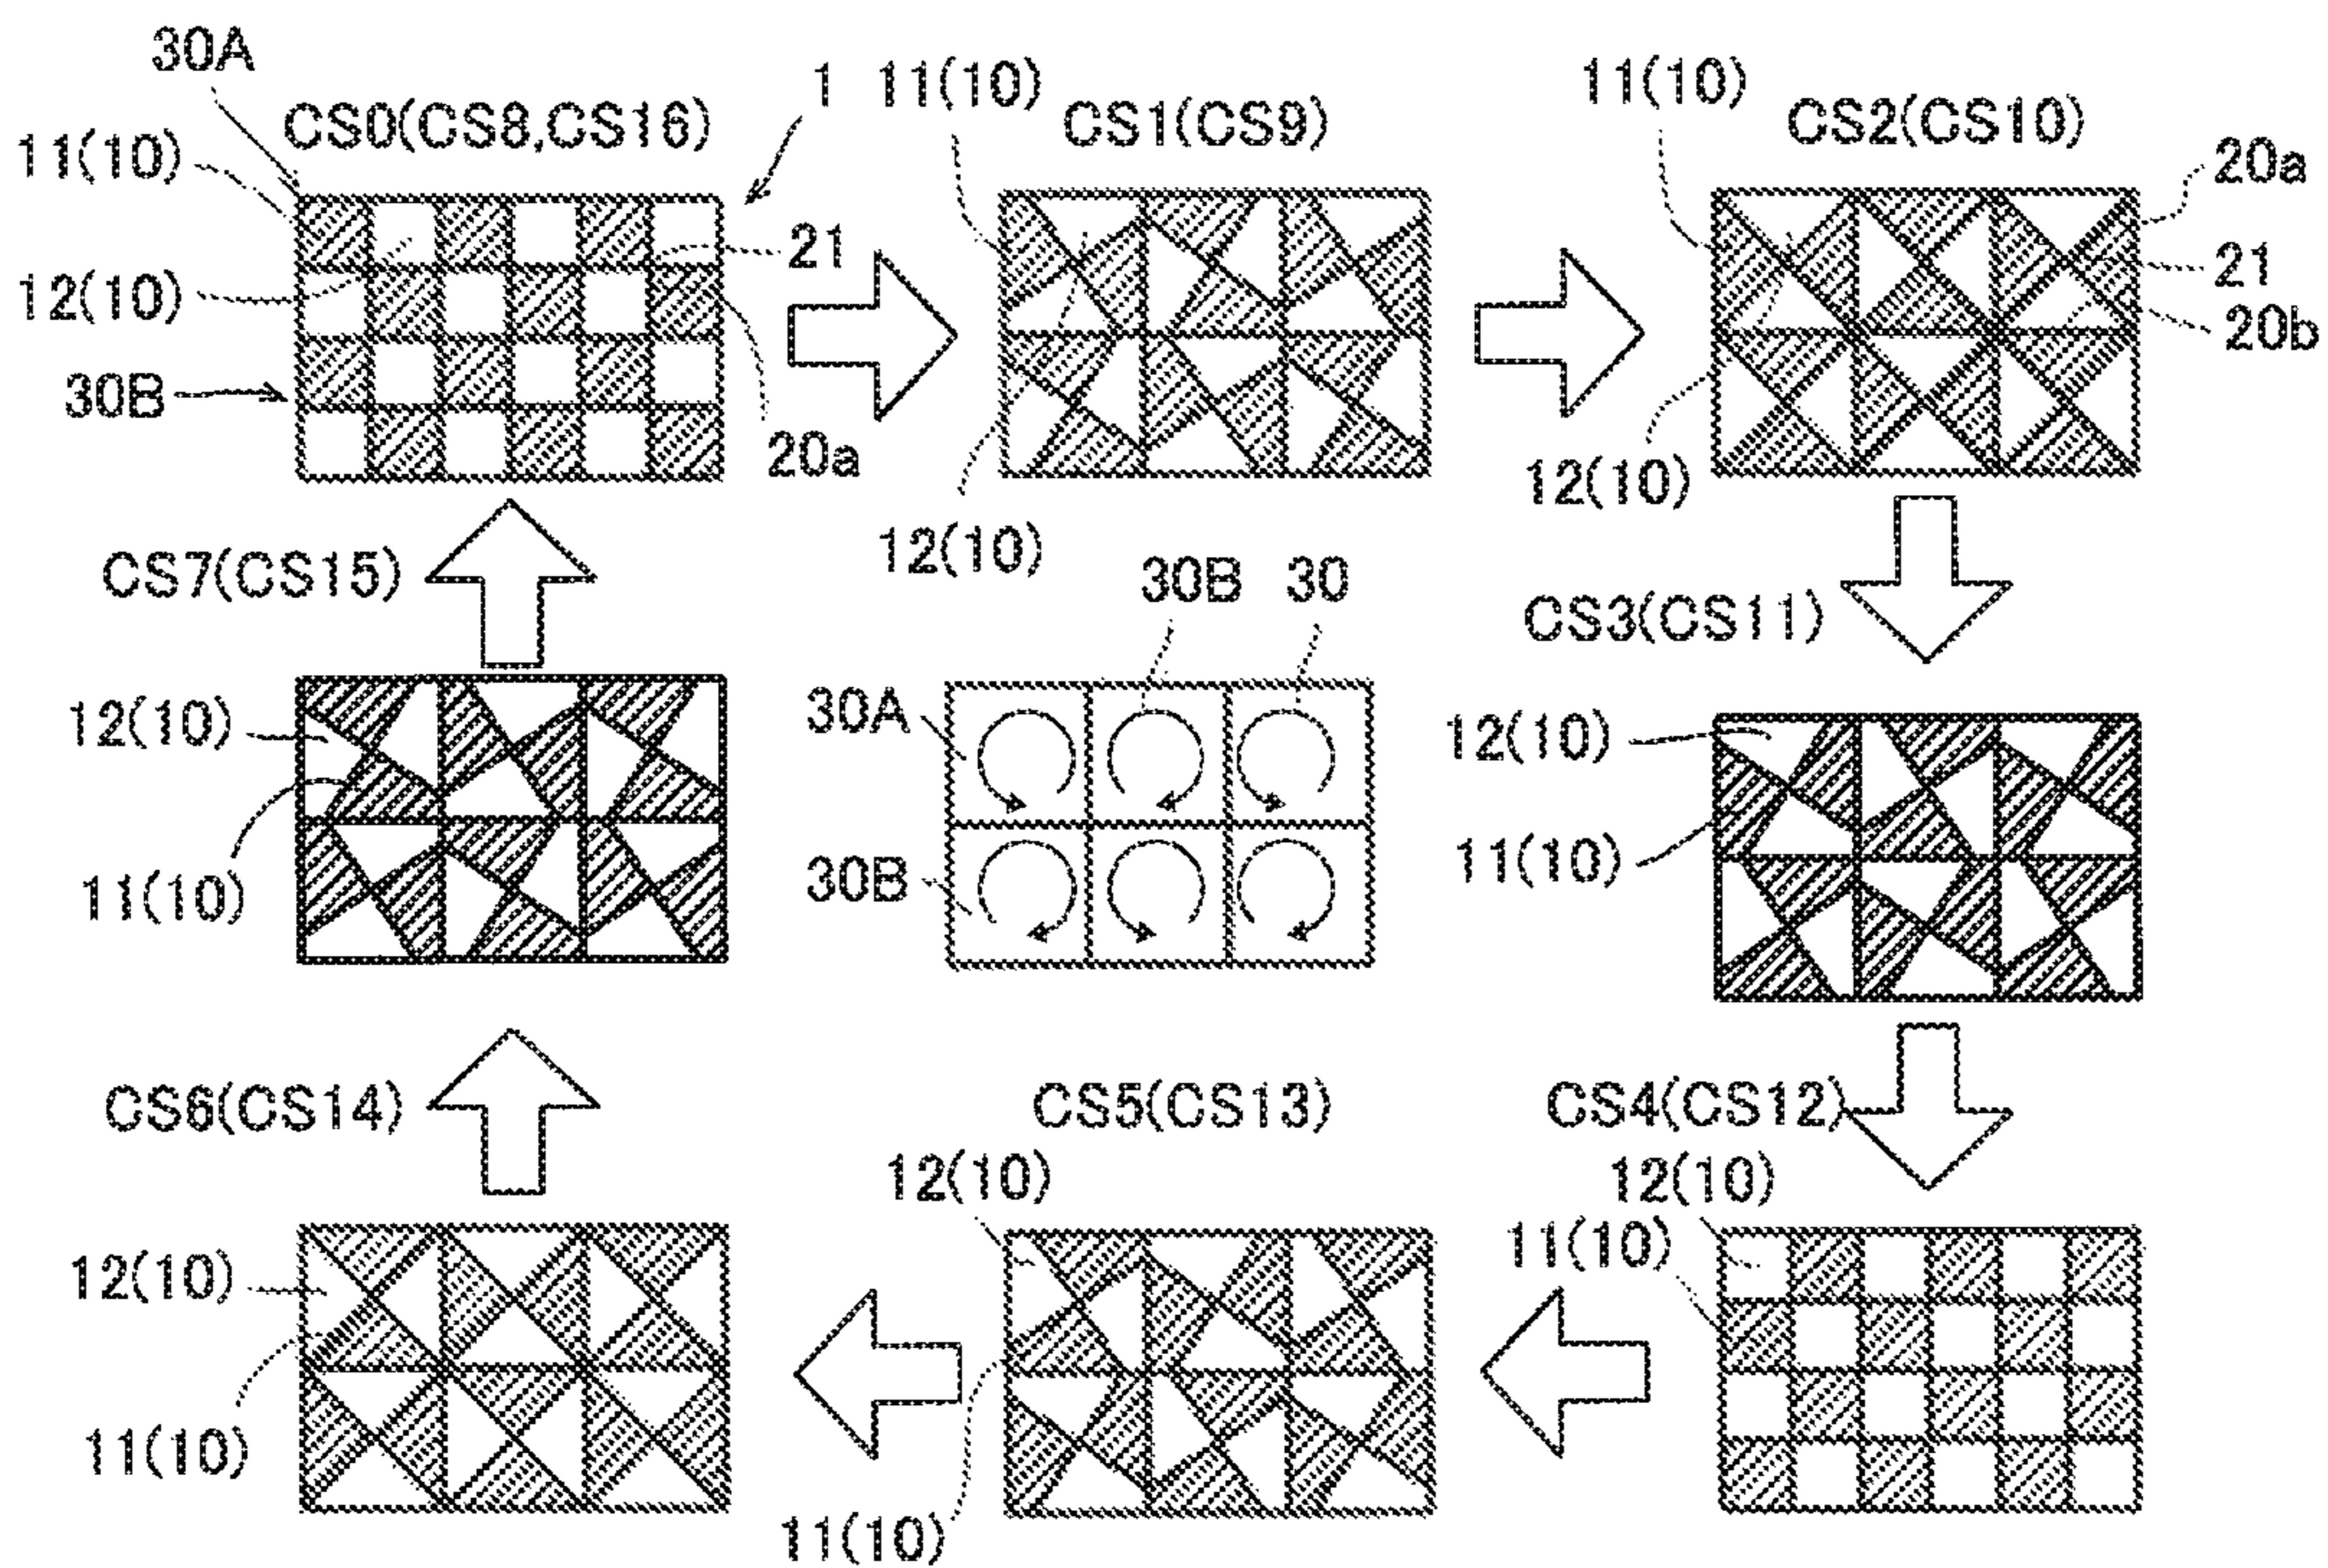 30A
1
11(10)
11(10)
CS0(CS8,CS16)
CS1(CS9)
CS2(CS10)
11(10)
20a
21
21
12(10)
20b
30B
20a
12(10)
12(10)
CS7(CS15)
30B
30
CS3(CS11)
12(10)
30A
12(10)
11(10)
30B
11(10)
CS6(CS14)
CS5(CS13)
CS4(CS12)
12(10)
12(10)
11(10)
12(10)
11(10)
11(10)